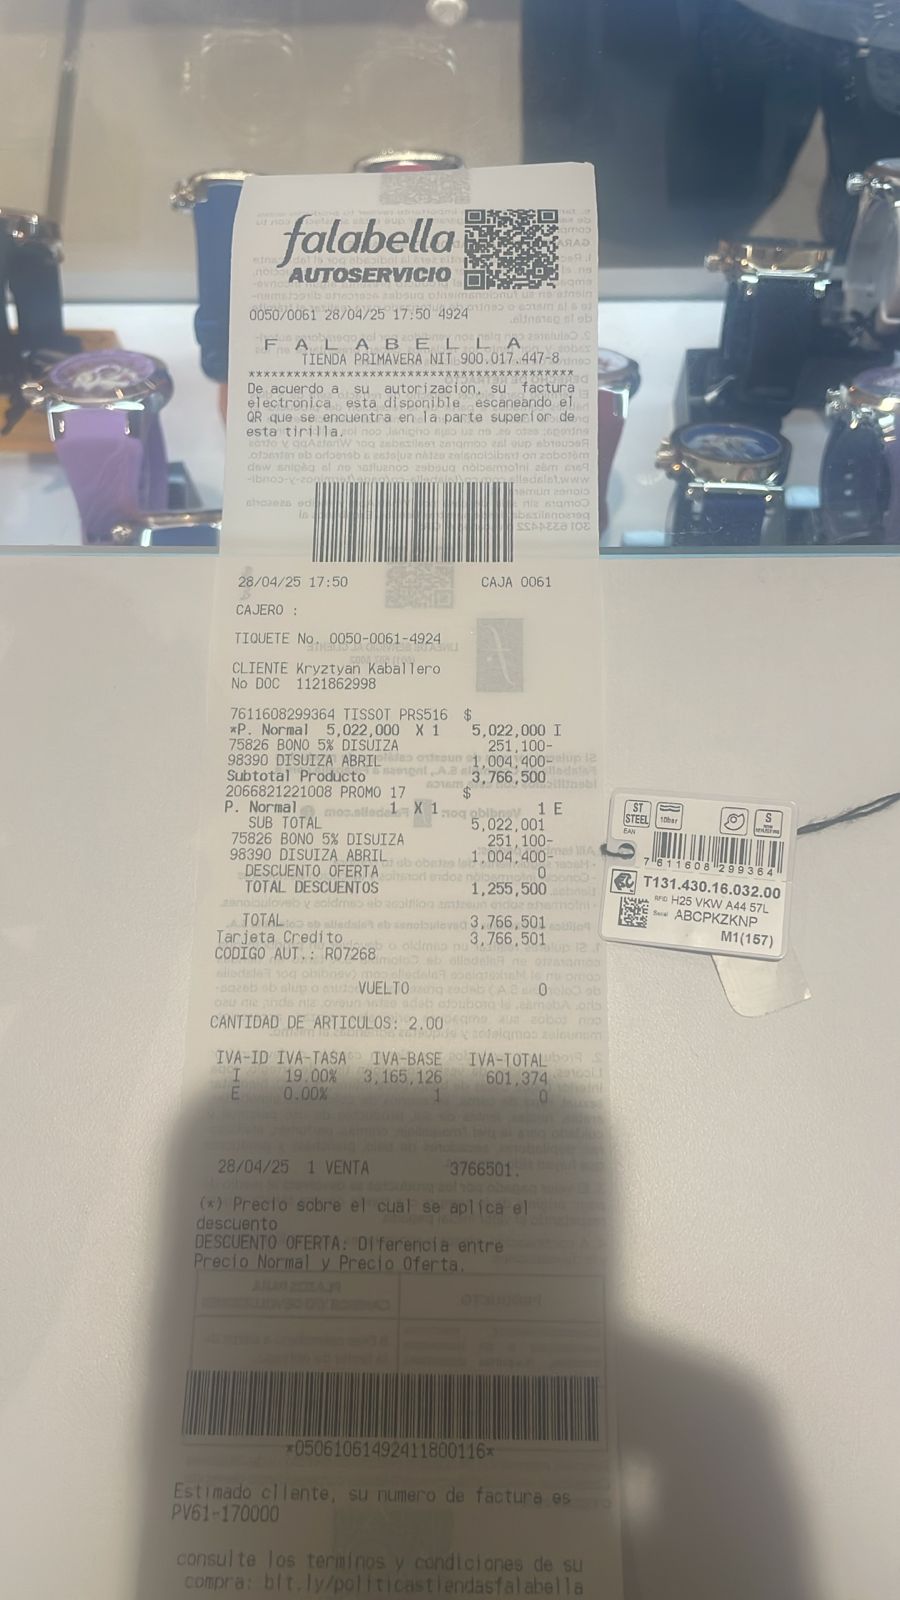 falabella
AUTOSERVICIO
0050/0061 28/04/25 17:50 4924
F A L A B E L L A
TIENDA PRIMAVERA NIT 900.017.447-8
**************************************
De acuerdo a su autorización, su factura
electrónica esta disponible escaneando el
QR que se encuentra en la parte superior de
esta tirilla.
28/04/25 17:50 CAJA 0061
CAJERO :
TIQUETE No. 0050-0061-4924
CLIENTE Kryztyan Kaballero
No DOC 1121862998
7611608299364 TISSOT PRS516 $
*P. Normal 5,022,000 X 1 5,022,000 I
75826 BONO 5% DISUIZA 251,100-
98390 DISUIZA ABRIL 1,004,400-
Subtotal Producto 3,766,500
2066821221008 PROMO 17 $
P. Normal 1 X 1 1 E
SUB TOTAL 5,022,001
75826 BONO 5% DISUIZA 251,100-
98390 DISUIZA ABRIL 1,004,400-
DESCUENTO OFERTA 0
TOTAL DESCUENTOS 1,255,500
TOTAL 3,766,501
Tarjeta Credito 3,766,501
CODIGO AUT.: R07268
VUELTO 0
CANTIDAD DE ARTICULOS: 2.00
IVA-ID IVA-TASA IVA-BASE IVA-TOTAL
I 19.00% 3,165,126 601,374
E 0.00% 1 0
28/04/25 1 VENTA 3766501.
(*) Precio sobre el cual se aplica el
descuento
DESCUENTO OFERTA: Diferencia entre
Precio Normal y Precio Oferta.
*05061061492411800116*
Estimado cliente, su numero de factura es
PV61-170000
consulte los terminos y condiciones de su
compra: bit.ly/politicastiendasfalabella
ST
STEEL
10bar
S
EAN
7 611608 299364
T131.430.16.032.00
RFID H25 VKW A44 57L
Serial ABCPKZKNP
M1(157)